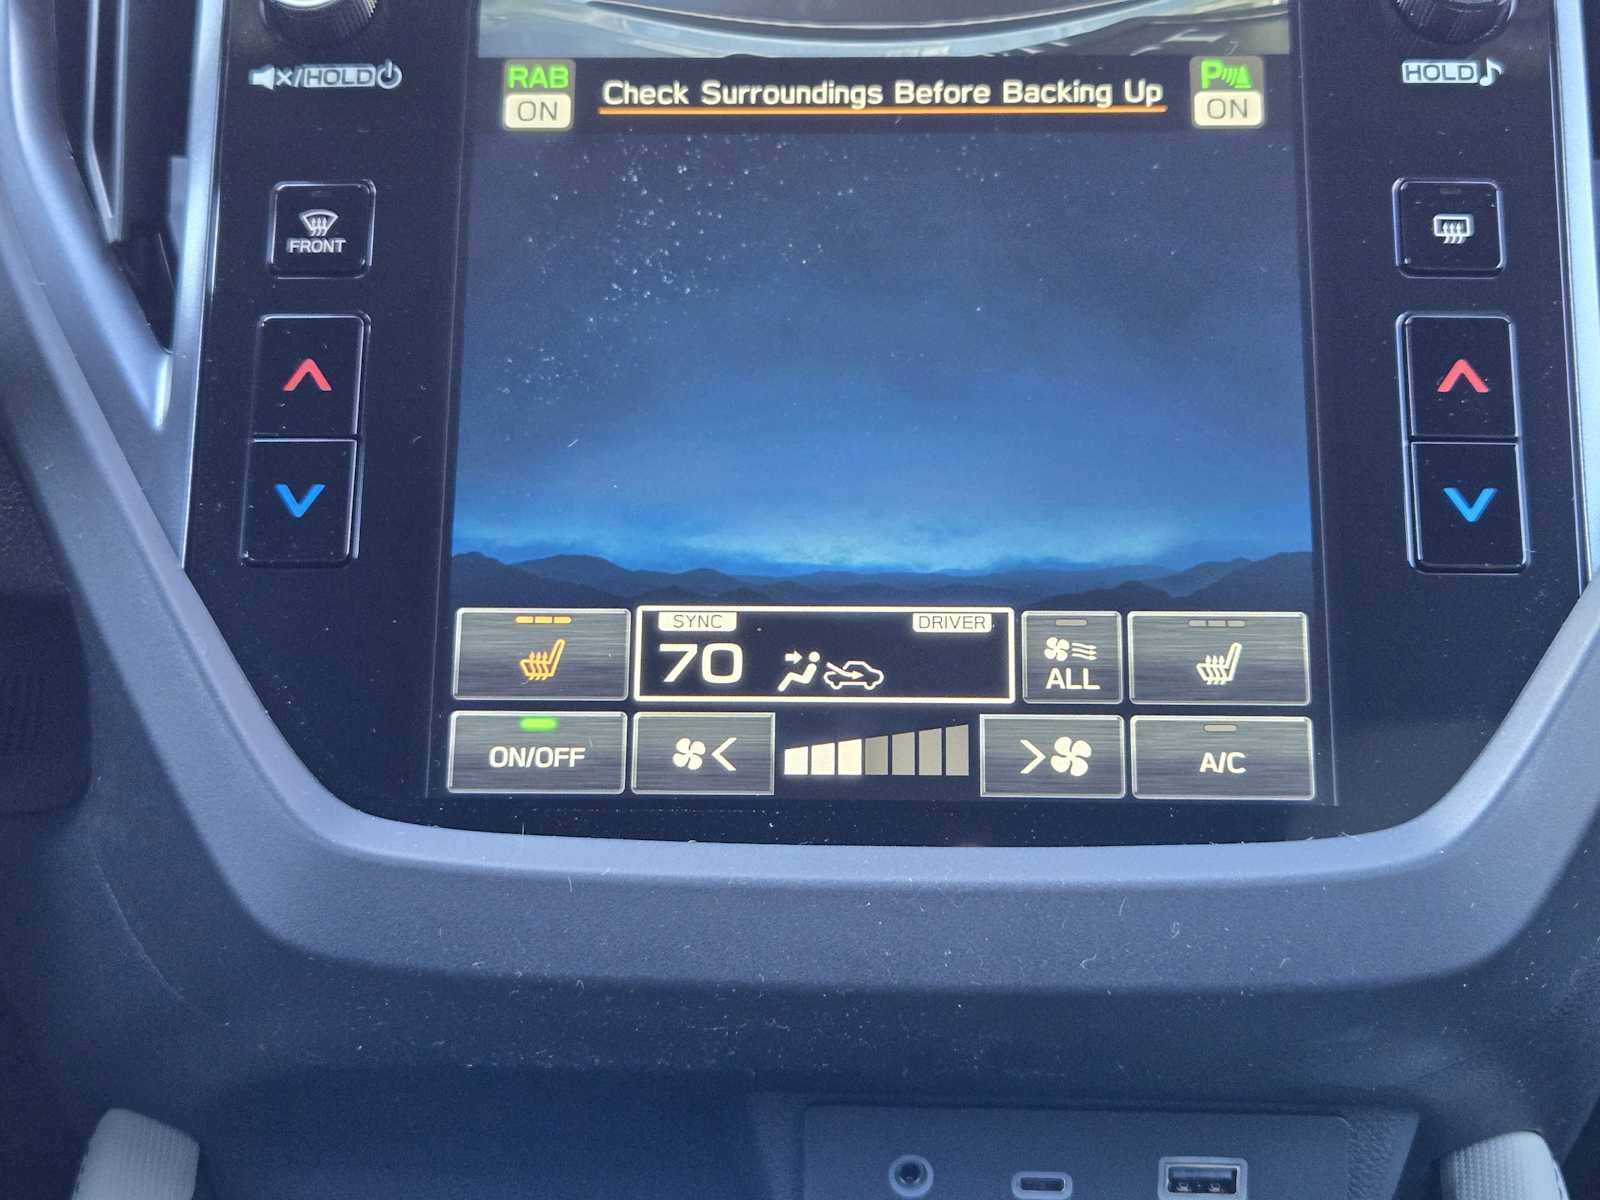 HOLD
HOLD
RAB
ON
Check Surroundings Before Backing Up
P
ON
FRONT
SYNC
DRIVER
70
ALL
ON/OFF
A/C